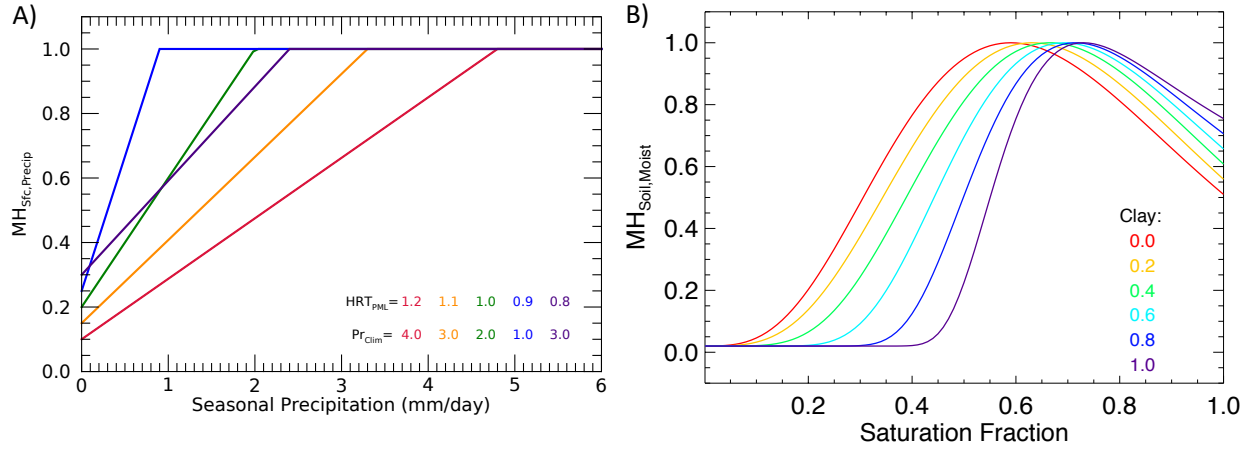 A)
MH_Sfc,Precip
1.0
0.8
0.6
0.4
0.2
0.0
HRT_PML= 1.2 1.1 1.0 0.9 0.8
Pr_Clim= 4.0 3.0 2.0 1.0 3.0
0 1 2 3 4 5 6
Seasonal Precipitation (mm/day)
B)
MH_Soil,Moist
1.0
0.8
0.6
0.4
0.2
0.0
Clay:
0.0
0.2
0.4
0.6
0.8
1.0
0.2 0.4 0.6 0.8 1.0
Saturation Fraction